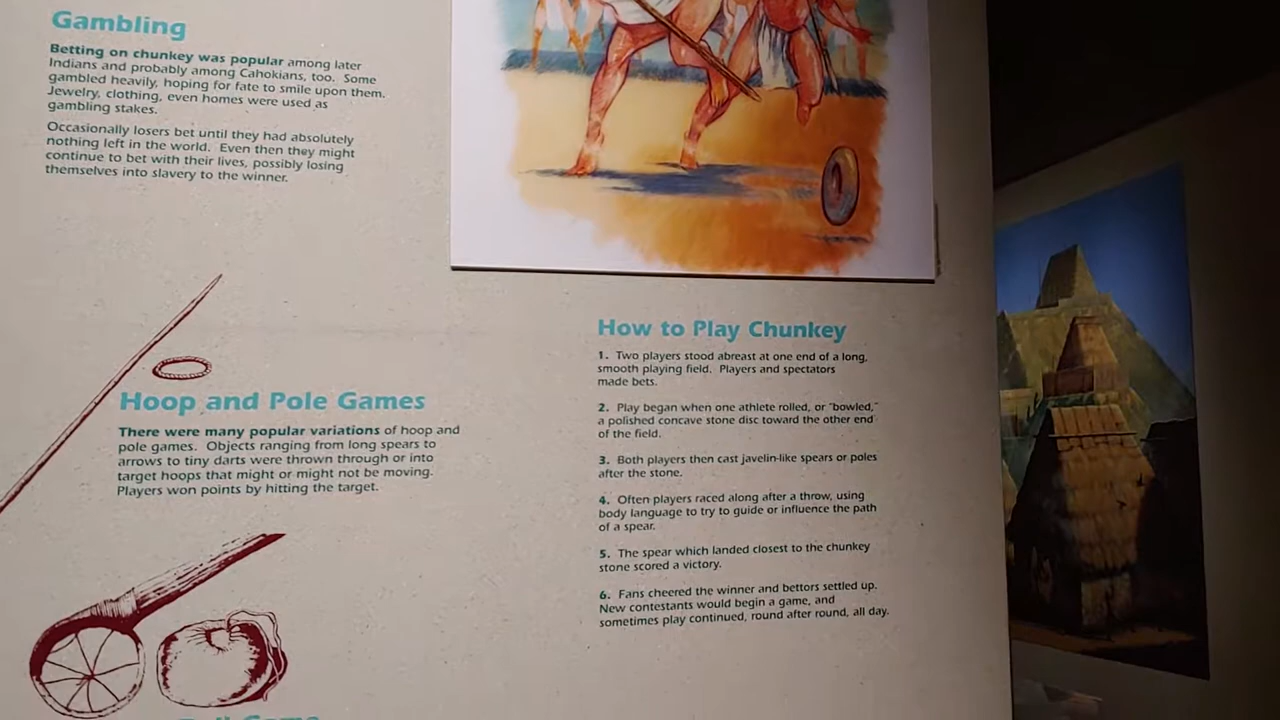 Gambling
Betting on chunkey was popular among later
Indians and probably among Cahokians, too. Some
gambled heavily, hoping for fate to smile upon them.
Jewelry, clothing, even homes were used as
gambling stakes.
Occasionally losers bet until they had absolutely
nothing left in the world. Even then they might
continue to bet with their lives, possibly losing
themselves into slavery to the winner.
Hoop and Pole Games
There were many popular variations of hoop and
pole games. Objects ranging from long spears to
arrows to tiny darts were thrown through or into
target hoops that might or might not be moving.
Players won points by hitting the target.
How to Play Chunkey
1. Two players stood abreast at one end of a long,
smooth playing field. Players and spectators
made bets.
2. Play began when one athlete rolled, or "bowled,"
a polished concave stone disc toward the other end
of the field.
3. Both players then cast javelin-like spears or poles
after the stone.
4. Often players raced along after a throw, using
body language to try to guide or influence the path
of a spear.
5. The spear which landed closest to the chunkey
stone scored a victory.
6. Fans cheered the winner and bettors settled up.
New contestants would begin a game, and
sometimes play continued, round after round, all day.